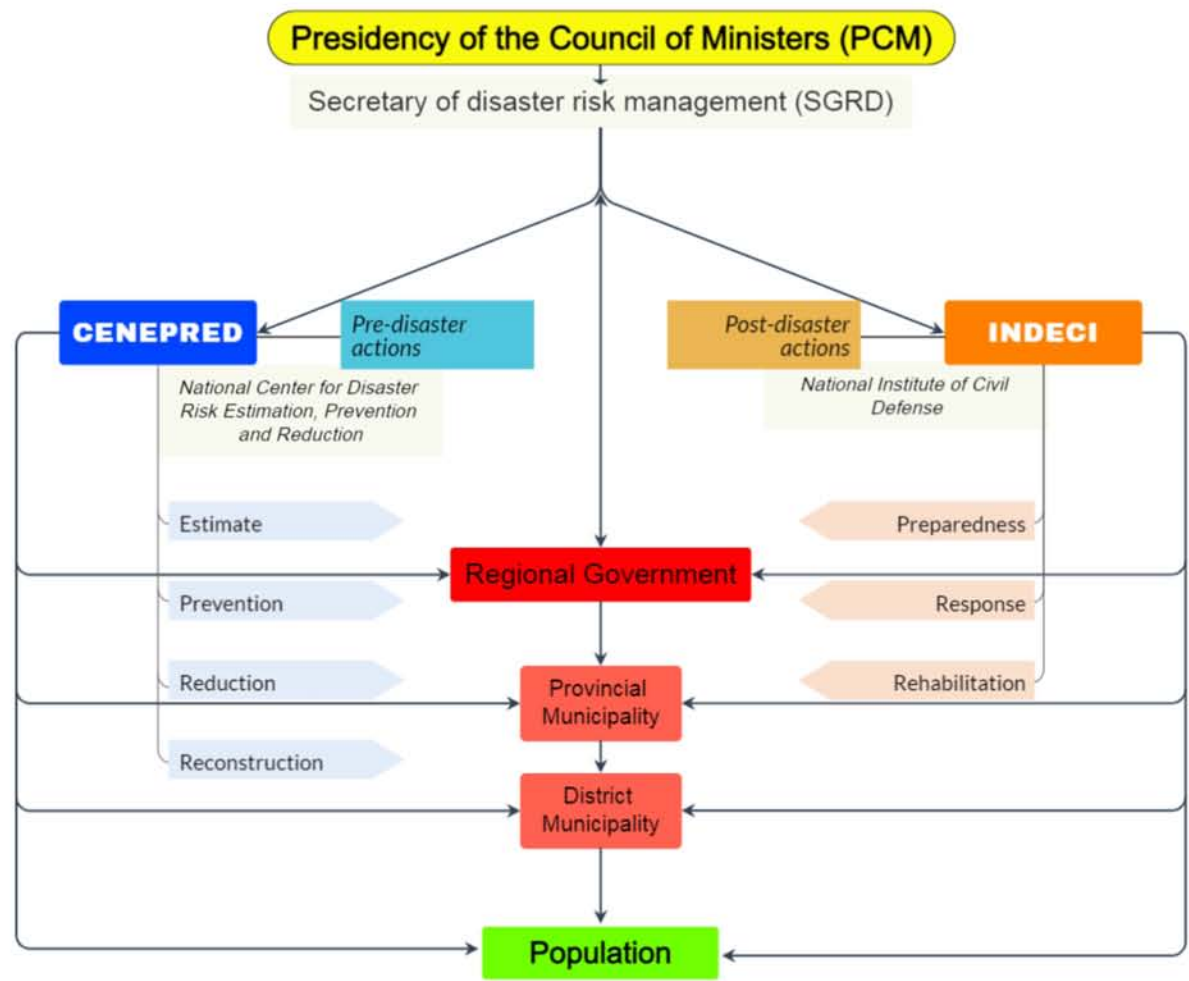 Presidency of the Council of Ministers (PCM)
Secretary of disaster risk management (SGRD)
CENEPRED
Pre-disaster
actions
National Center for Disaster
Risk Estimation, Prevention
and Reduction
Estimate
Prevention
Reduction
Reconstruction
Post-disaster
actions
INDECI
National Institute of Civil
Defense
Preparedness
Response
Rehabilitation
Regional Government
Provincial
Municipality
District
Municipality
Population